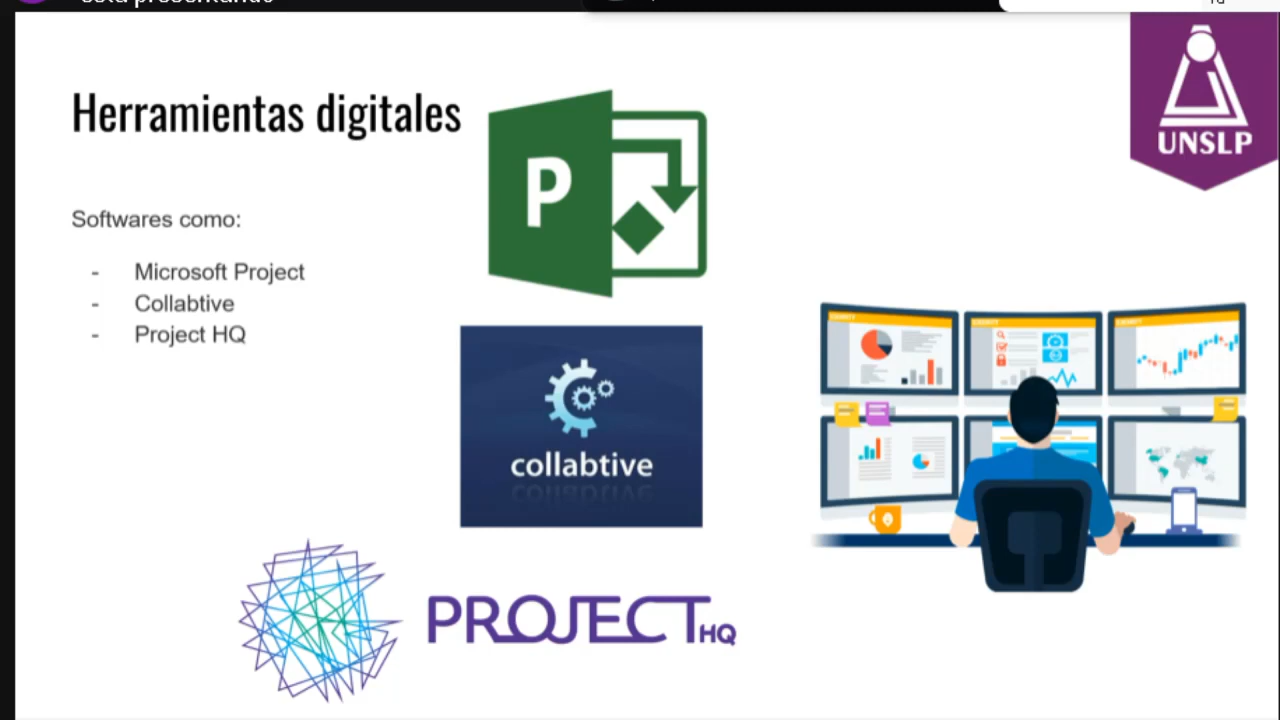 Herramientas digitales
UNSLP
P
Softwares como:
- Microsoft Project
- Collabtive
- Project HQ
collabtive
PROJECT HQ